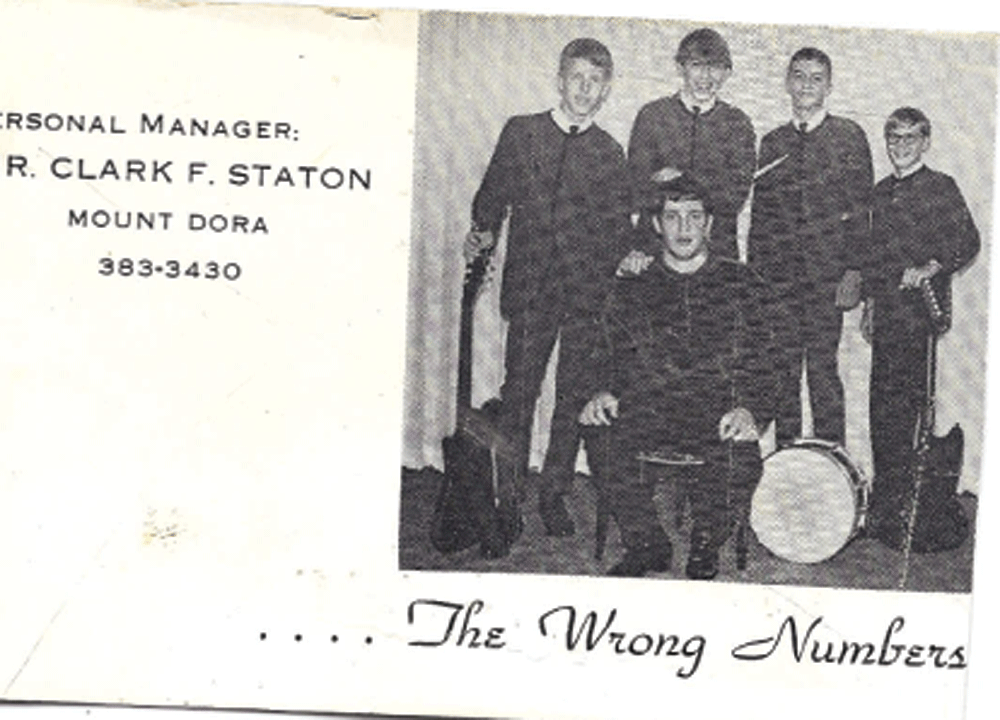 ERSONAL MANAGER:
R. CLARK F. STATON
MOUNT DORA
383-3430
.... The Wrong Numbers